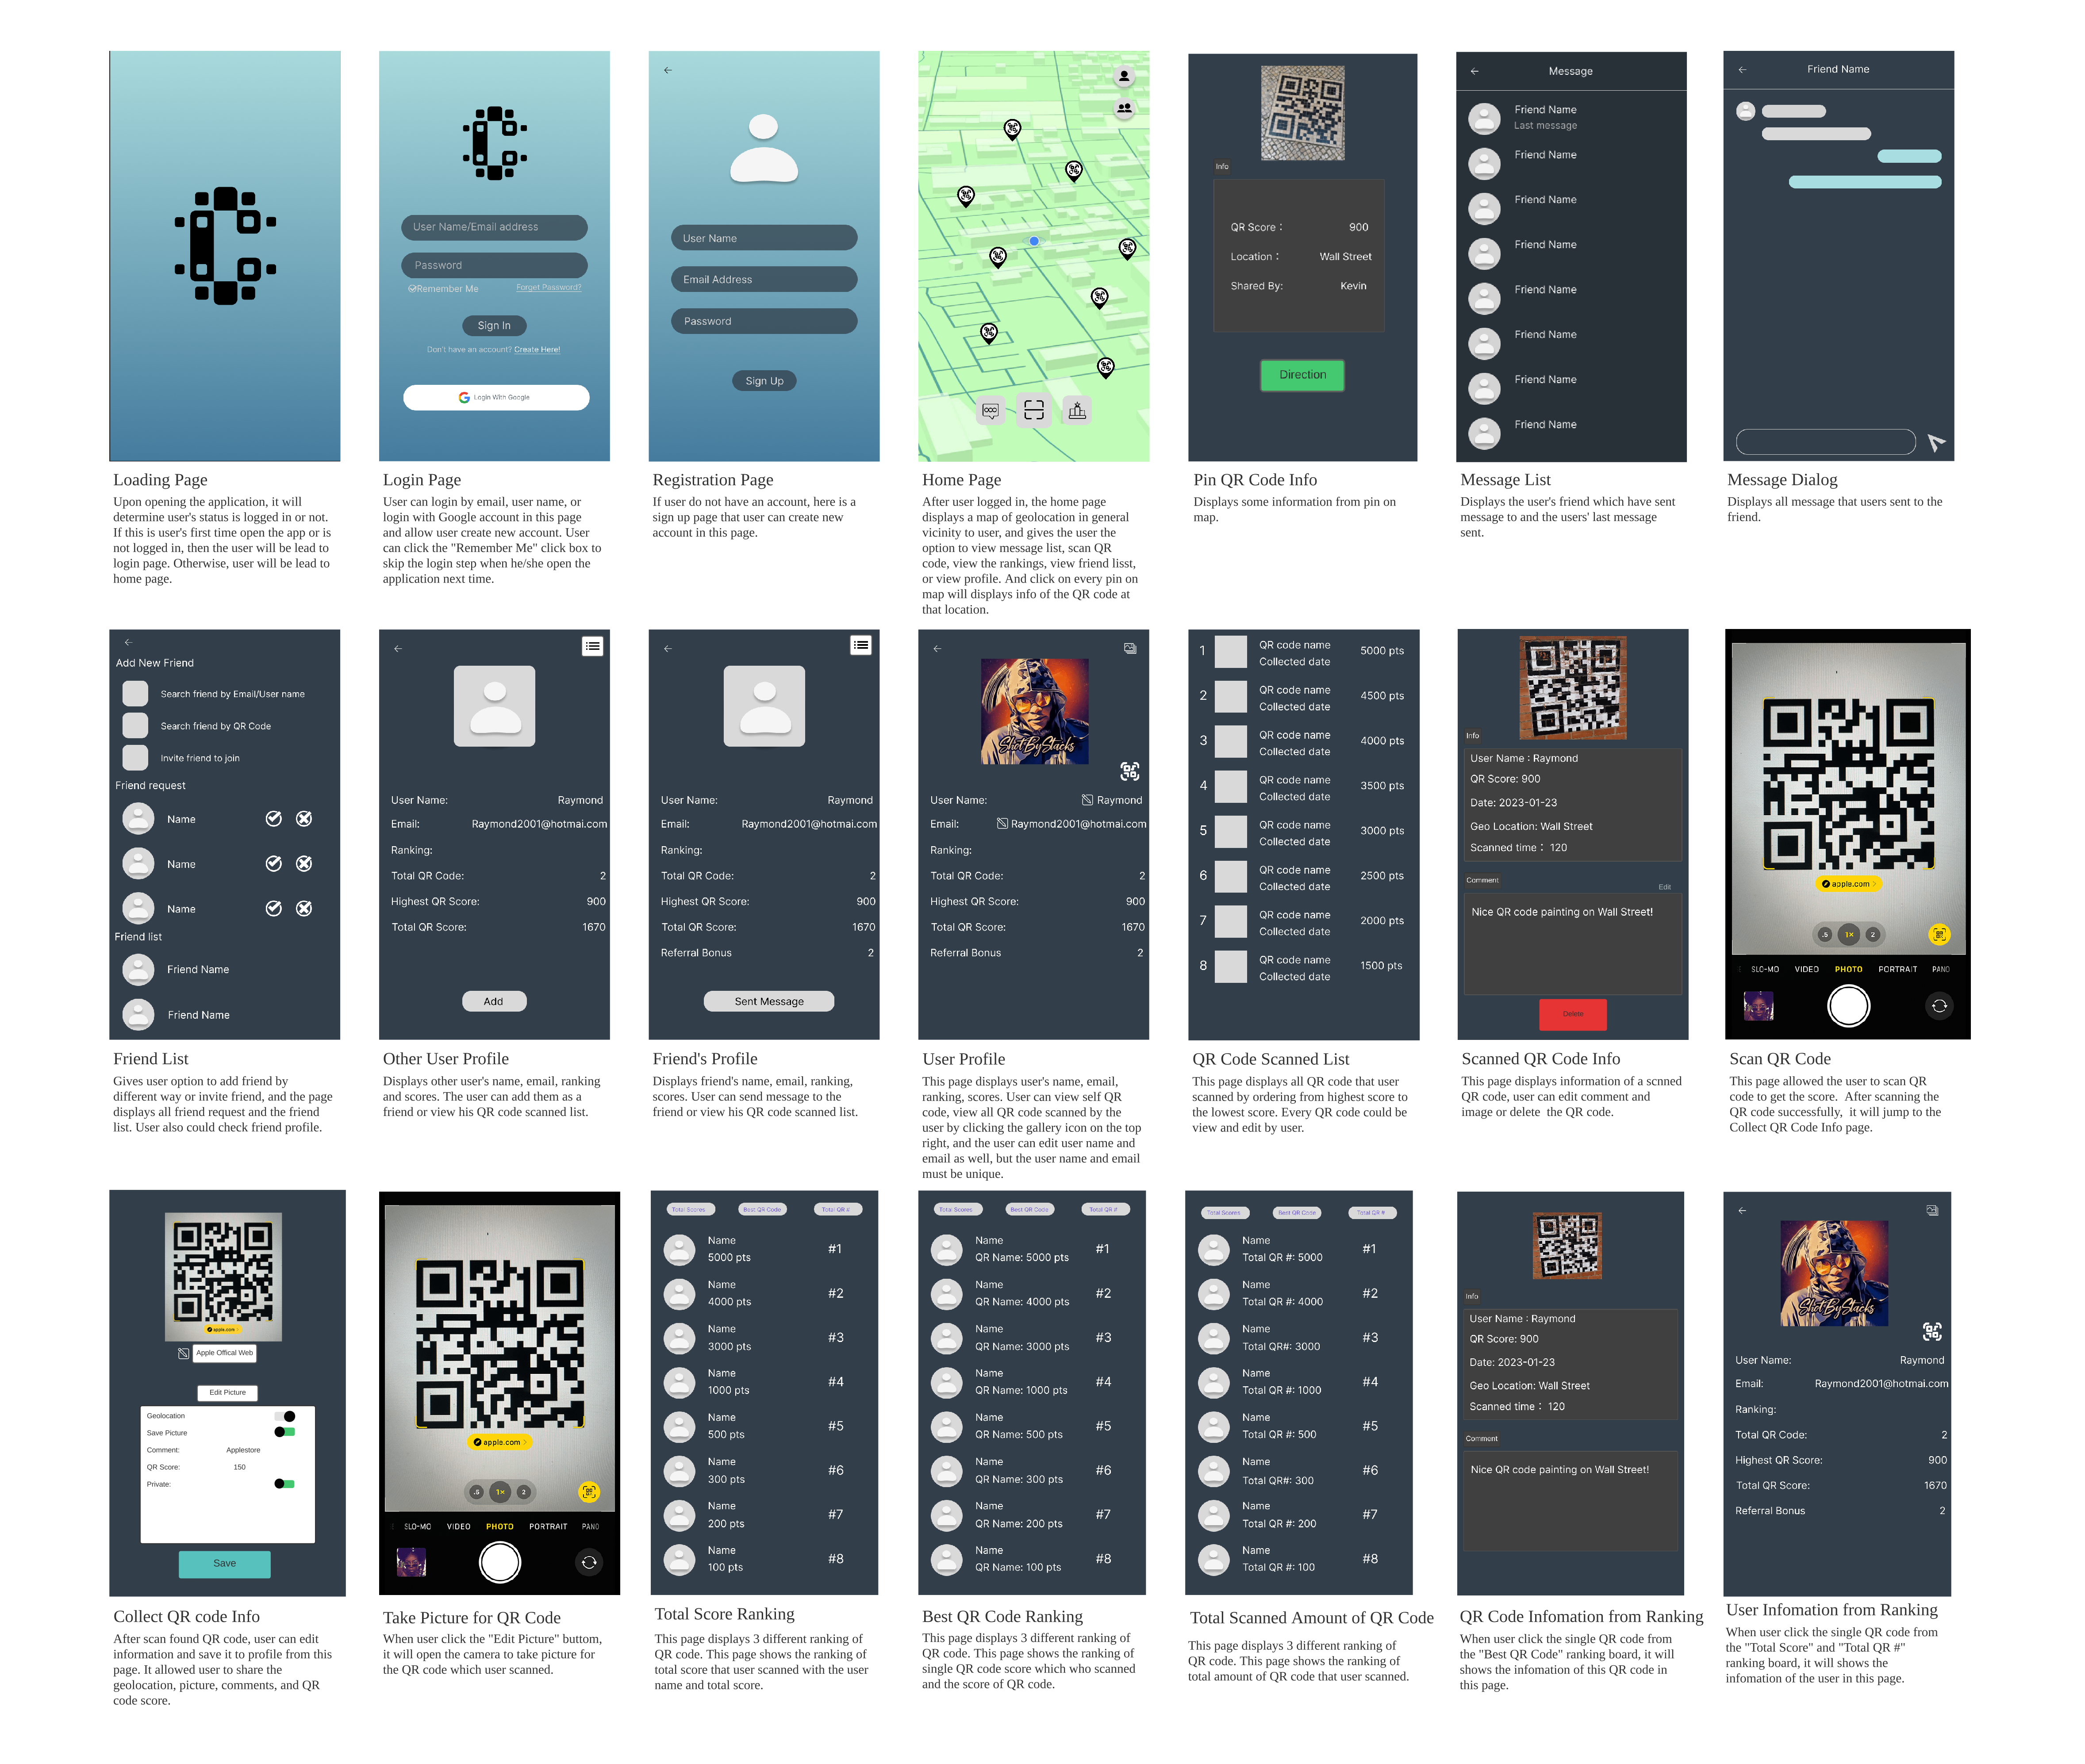 User Name/Email address
Password
Remember Me
Forget Password?
Sign In
Don't have an account? Create Here!
Login With Google
User Name
Email Address
Password
Sign Up
Info
QR Score： 900
Location： Wall Street
Shared By: Kevin
Direction
Message
Friend Name
Last message
Friend Name
Friend Name
Friend Name
Friend Name
Friend Name
Friend Name
Friend Name
Friend Name
Loading Page
Upon opening the application, it will
determine user's status is logged in or not.
If this is user's first time open the app or is
not logged in, then the user will be lead to
login page. Otherwise, user will be lead to
home page.
Login Page
User can login by email, user name, or
login with Google account in this page
and allow user create new account. User
can click the "Remember Me" click box to
skip the login step when he/she open the
application next time.
Registration Page
If user do not have an account, here is a
sign up page that user can create new
account in this page.
Home Page
After user logged in, the home page
displays a map of geolocation in general
vicinity to user, and gives the user the
option to view message list, scan QR
code, view the rankings, view friend lisst,
or view profile. And click on every pin on
map will displays info of the QR code at
that location.
Pin QR Code Info
Displays some information from pin on
map.
Message List
Displays the user's friend which have sent
message to and the users' last message
sent.
Message Dialog
Displays all message that users sent to the
friend.
Add New Friend
Search friend by Email/User name
Search friend by QR Code
Invite friend to join
Friend request
Name
Name
Name
Friend list
Friend Name
Friend Name
User Name: Raymond
Email: Raymond2001@hotmai.com
Ranking:
Total QR Code: 2
Highest QR Score: 900
Total QR Score: 1670
Add
User Name: Raymond
Email: Raymond2001@hotmai.com
Ranking:
Total QR Code: 2
Highest QR Score: 900
Total QR Score: 1670
Referral Bonus 2
Sent Message
ShotByStacks
User Name: Raymond
Email: Raymond2001@hotmai.com
Ranking:
Total QR Code: 2
Highest QR Score: 900
Total QR Score: 1670
Referral Bonus 2
1 QR code name 5000 pts
Collected date
2 QR code name 4500 pts
Collected date
3 QR code name 4000 pts
Collected date
4 QR code name 3500 pts
Collected date
5 QR code name 3000 pts
Collected date
6 QR code name 2500 pts
Collected date
7 QR code name 2000 pts
Collected date
8 QR code name 1500 pts
Collected date
Info
User Name : Raymond
QR Score: 900
Date: 2023-01-23
Geo Location: Wall Street
Scanned time： 120
Comment
Edit
Nice QR code painting on Wall Street!
Delete
apple.com
.5 1× 2
SLO-MO VIDEO PHOTO PORTRAIT PANO
Friend List
Gives user option to add friend by
different way or invite friend, and the page
displays all friend request and the friend
list. User also could check friend profile.
Other User Profile
Displays other user's name, email, ranking
and scores. The user can add them as a
friend or view his QR code scanned list.
Friend's Profile
Displays friend's name, email, ranking,
scores. User can send message to the
friend or view his QR code scanned list.
User Profile
This page displays user's name, email,
ranking, scores. User can view self QR
code, view all QR code scanned by the
user by clicking the gallery icon on the top
right, and the user can edit user name and
email as well, but the user name and email
must be unique.
QR Code Scanned List
This page displays all QR code that user
scanned by ordering from highest score to
the lowest score. Every QR code could be
view and edit by user.
Scanned QR Code Info
This page displays information of a scnned
QR code, user can edit comment and
image or delete the QR code.
Scan QR Code
This page allowed the user to scan QR
code to get the score. After scanning the
QR code successfully, it will jump to the
Collect QR Code Info page.
apple.com
Apple Offical Web
Edit Picture
Geolocation
Save Picture
Comment: Applestore
QR Score: 150
Private:
Save
apple.com
.5 1× 2
SLO-MO VIDEO PHOTO PORTRAIT PANO
Total Scores Best QR Code Total QR #
Name
5000 pts #1
Name
4000 pts #2
Name
3000 pts #3
Name
1000 pts #4
Name
500 pts #5
Name
300 pts #6
Name
200 pts #7
Name
100 pts #8
Total Scores Best QR Code Total QR #
Name
QR Name: 5000 pts #1
Name
QR Name: 4000 pts #2
Name
QR Name: 3000 pts #3
Name
QR Name: 1000 pts #4
Name
QR Name: 500 pts #5
Name
QR Name: 300 pts #6
Name
QR Name: 200 pts #7
Name
QR Name: 100 pts #8
Total Scores Best QR Code Total QR #
Name
Total QR #: 5000 #1
Name
Total QR #: 4000 #2
Name
Total QR#: 3000 #3
Name
Total QR #: 1000 #4
Name
Total QR #: 500 #5
Name
Total QR#: 300 #6
Name
Total QR #: 200 #7
Name
Total QR #: 100 #8
Info
User Name : Raymond
QR Score: 900
Date: 2023-01-23
Geo Location: Wall Street
Scanned time： 120
Comment
Nice QR code painting on Wall Street!
ShotByStacks
User Name: Raymond
Email: Raymond2001@hotmai.com
Ranking:
Total QR Code: 2
Highest QR Score: 900
Total QR Score: 1670
Referral Bonus 2
Collect QR code Info
After scan found QR code, user can edit
information and save it to profile from this
page. It allowed user to share the
geolocation, picture, comments, and QR
code score.
Take Picture for QR Code
When user click the "Edit Picture" buttom,
it will open the camera to take picture for
the QR code which user scanned.
Total Score Ranking
This page displays 3 different ranking of
QR code. This page shows the ranking of
total score that user scanned with the user
name and total score.
Best QR Code Ranking
This page displays 3 different ranking of
QR code. This page shows the ranking of
single QR code score which who scanned
and the score of QR code.
Total Scanned Amount of QR Code
This page displays 3 different ranking of
QR code. This page shows the ranking of
total amount of QR code that user scanned.
QR Code Infomation from Ranking
When user click the single QR code from
the "Best QR Code" ranking board, it will
shows the infomation of this QR code in
this page.
User Infomation from Ranking
When user click the single QR code from
the "Total Score" and "Total QR #"
ranking board, it will shows the
infomation of the user in this page.